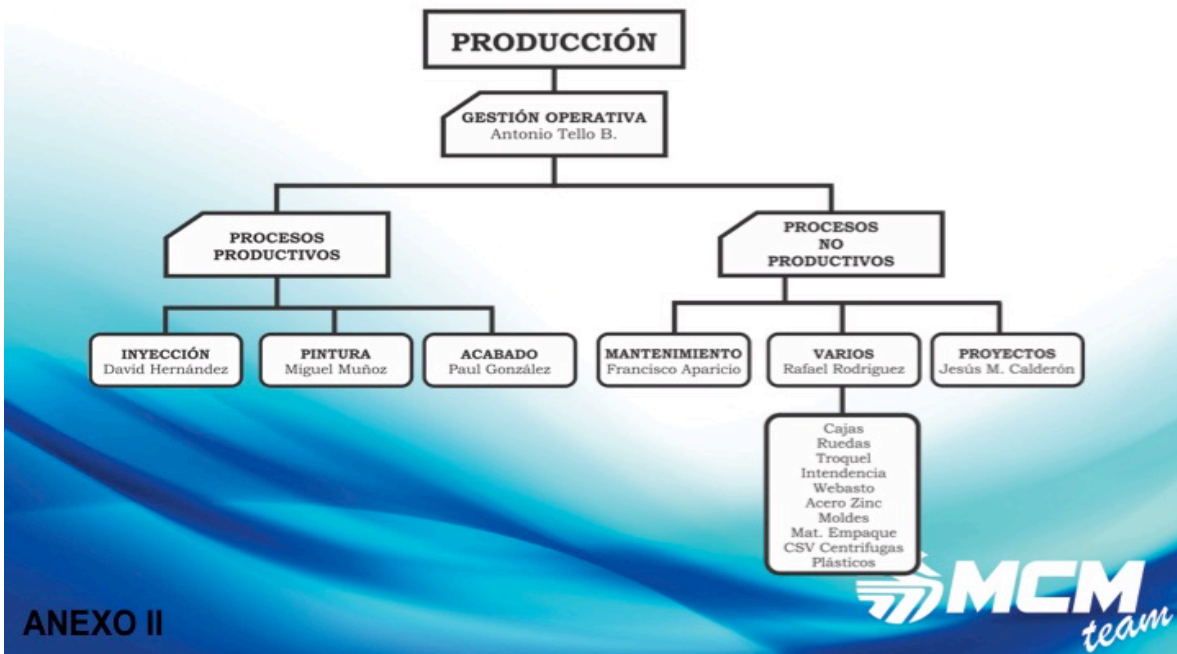 PRODUCCIÓN
GESTIÓN OPERATIVA
Antonio Tello B.
PROCESOS
PRODUCTIVOS
PROCESOS
NO
PRODUCTIVOS
INYECCIÓN
David Hernández
PINTURA
Miguel Muñoz
ACABADO
Paul González
MANTENIMIENTO
Francisco Aparicio
VARIOS
Rafael Rodriguez
PROYECTOS
Jesús M. Calderón
Cajas
Ruedas
Troquel
Intendencia
Webasto
Acero Zinc
Moldes
Mat. Empaque
CSV Centrifugas
Plásticos
MCM
team
ANEXO II